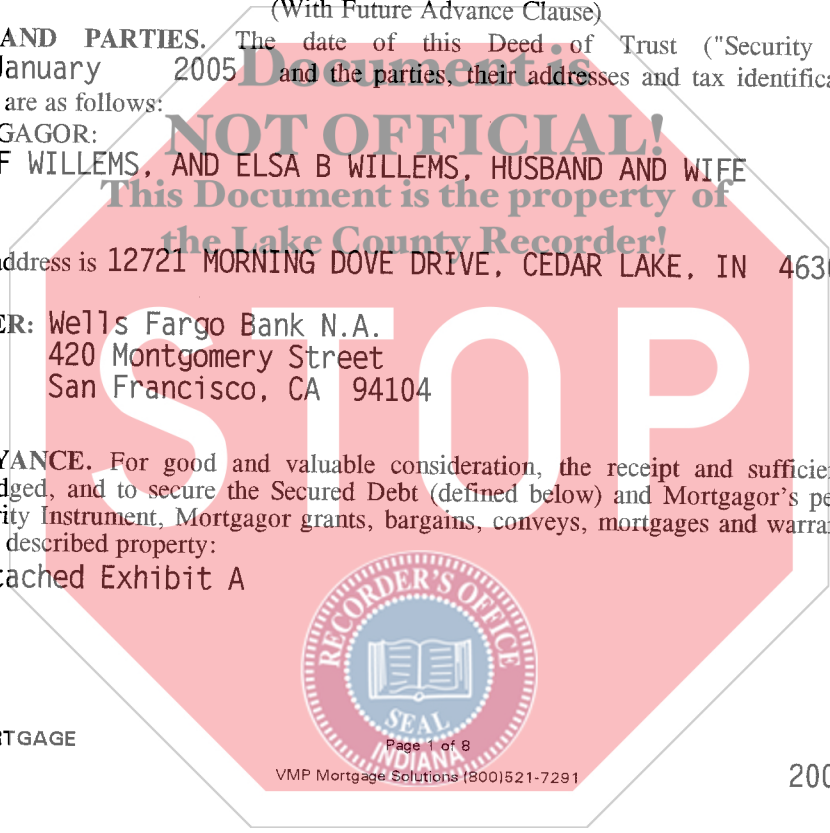 (With Future Advance Clause)
AND PARTIES. The date of this Deed of Trust ("Security
January 2005 and the parties, their addresses and tax identifica
are as follows:
GAGOR:
F WILLEMS, AND ELSA B WILLEMS, HUSBAND AND WIFE
Document is
NOT OFFICIAL!
This Document is the property of
the Lake County Recorder!
address is 12721 MORNING DOVE DRIVE, CEDAR LAKE, IN 4630
ER: Wells Fargo Bank N.A.
420 Montgomery Street
San Francisco, CA 94104
STOP
YANCE. For good and valuable consideration, the receipt and sufficien
dged, and to secure the Secured Debt (defined below) and Mortgagor's pe
ity Instrument, Mortgagor grants, bargains, conveys, mortgages and warran
described property:
tached Exhibit A
RECORDER'S OFFICE
SEAL
INDIANA
RTGAGE
Page 1 of 8
VMP Mortgage Solutions (800)521-7291
200